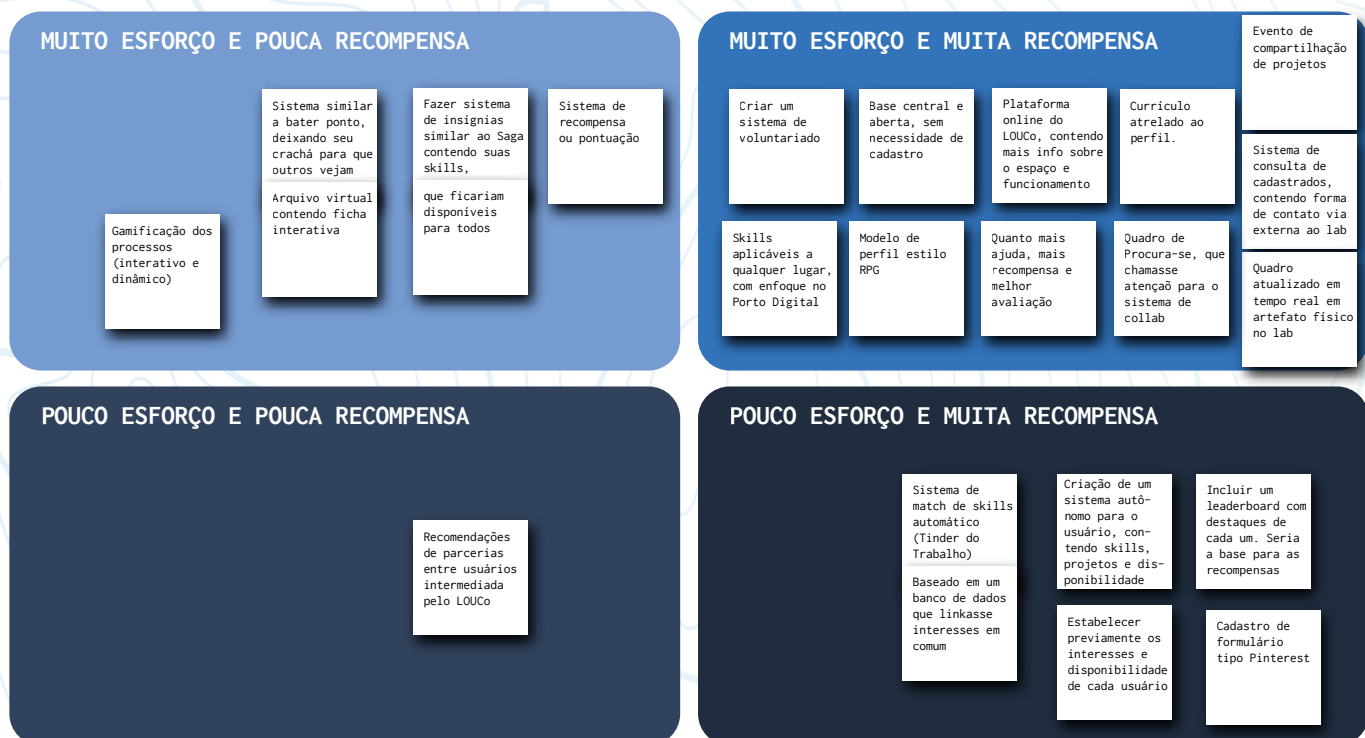 MUITO ESFORÇO E POUCA RECOMPENSA
Sistema similar
a bater ponto,
deixando seu
crachá para que
outros vejam
Arquivo virtual
contendo ficha
interativa
Fazer sistema
de insígnias
similar ao Saga
contendo suas
skills,
que ficariam
disponíveis
para todos
Sistema de
recompensa
ou pontuação
Gamificação dos
processos
(interativo e
dinâmico)
MUITO ESFORÇO E MUITA RECOMPENSA
Criar um
sistema de
voluntariado
Base central e
aberta, sem
necessidade de
cadastro
Plataforma
online do
LOUCo, contendo
mais info sobre
o espaço e
funcionamento
Currículo
atrelado ao
perfil.
Evento de
compartilhação
de projetos
Sistema de
consulta de
cadastrados,
contendo forma
de contato via
externa ao lab
Quadro
atualizado em
tempo real em
artefato físico
no lab
Skills
aplicáveis a
qualquer lugar,
com enfoque no
Porto Digital
Modelo de
perfil estilo
RPG
Quanto mais
ajuda, mais
recompensa e
melhor
avaliação
Quadro de
Procura-se, que
chamasse
atençaõ para o
sistema de
collab
POUCO ESFORÇO E POUCA RECOMPENSA
Recomendações
de parcerias
entre usuários
intermediada
pelo LOUCo
POUCO ESFORÇO E MUITA RECOMPENSA
Sistema de
match de skills
automático
(Tinder do
Trabalho)
Baseado em um
banco de dados
que linkasse
interesses em
comum
Criação de um
sistema autô-
nomo para o
usuário, con-
tendo skills,
projetos e dis-
ponibilidade
Incluir um
leaderboard com
destaques de
cada um. Seria
a base para as
recompensas
Estabelecer
previamente os
interesses e
disponibilidade
de cada usuário
Cadastro de
formulário
tipo Pinterest